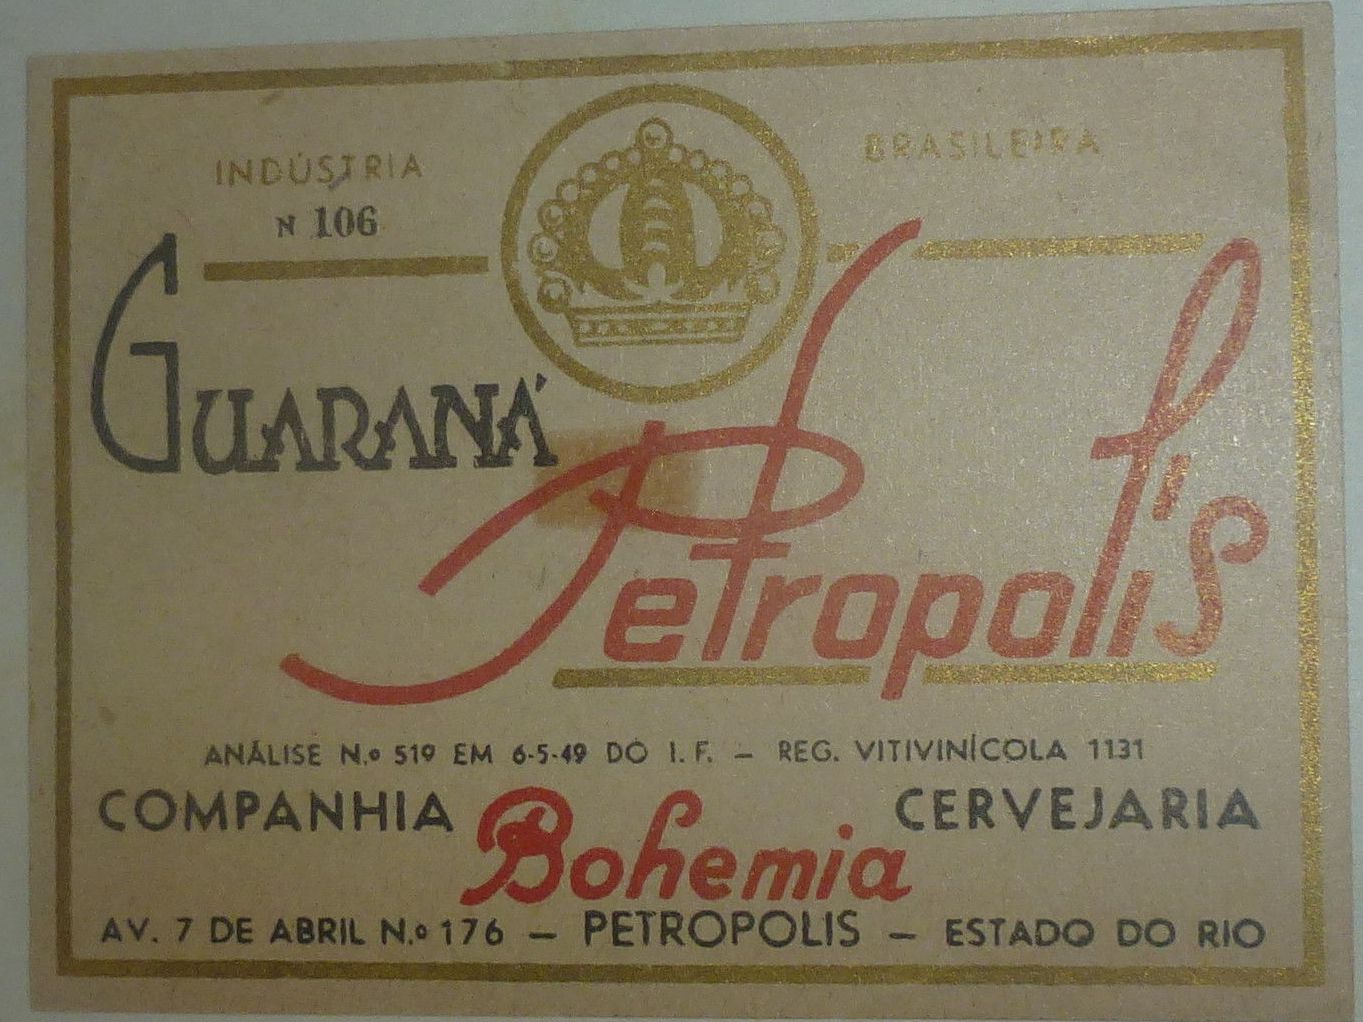 INDÚSTRIA BRASILEIRA
N 106
GUARANÁ
Petropolis
ANÁLISE N.º 519 EM 6-5-49 DO I. F. — REG. VITIVINÍCOLA 1131
COMPANHIA Bohemia CERVEJARIA
AV. 7 DE ABRIL N.º 176 — PETROPOLIS — ESTADO DO RIO